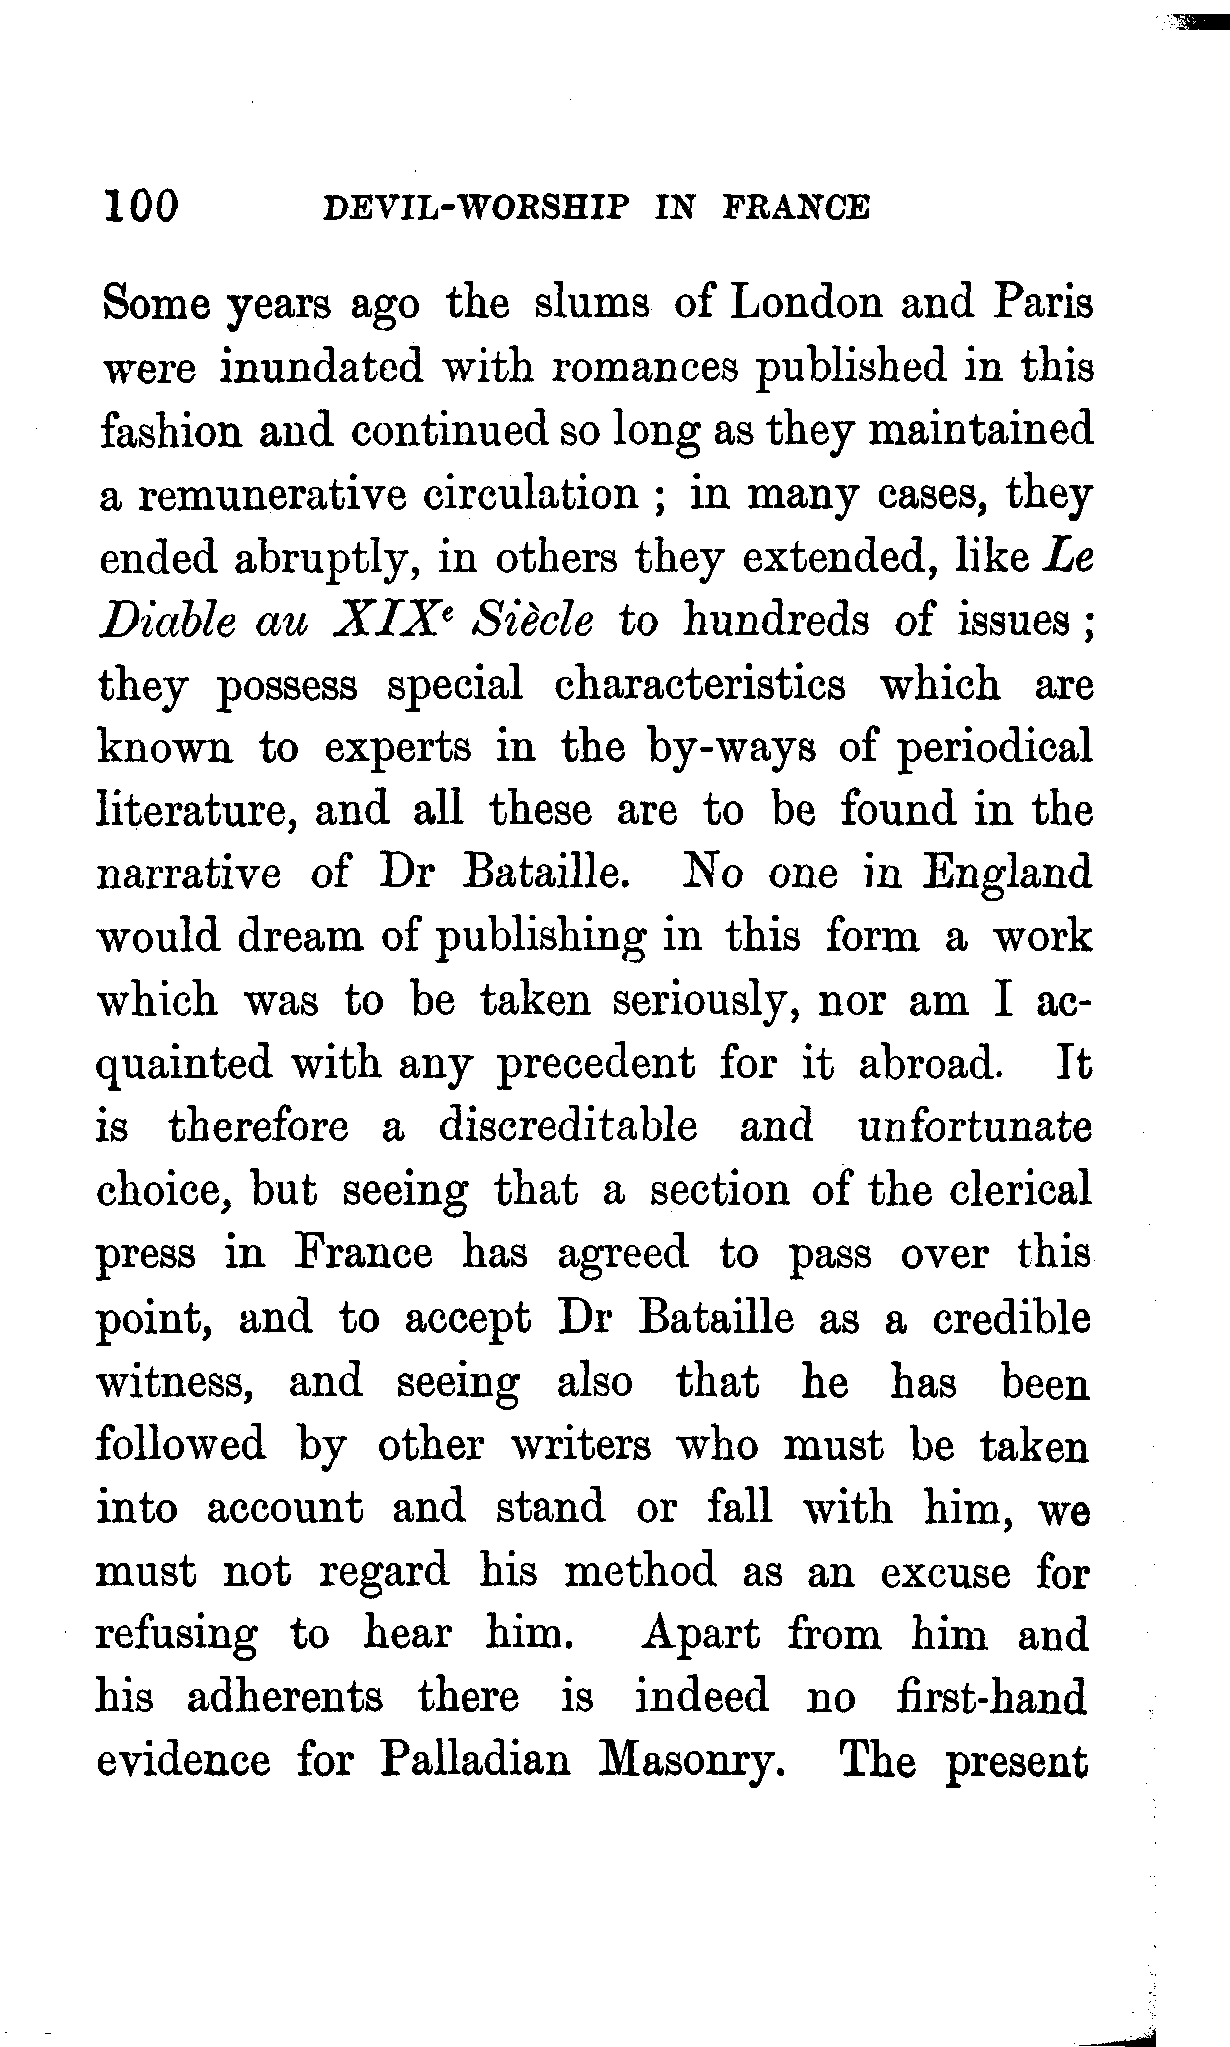 100 DEVIL-WORSHIP IN FRANCE
Some years ago the slums of London and Paris
were inundated with romances published in this
fashion and continued so long as they maintained
a remunerative circulation ; in many cases, they
ended abruptly, in others they extended, like Le
Diable au XIXe Siècle to hundreds of issues ;
they possess special characteristics which are
known to experts in the by-ways of periodical
literature, and all these are to be found in the
narrative of Dr Bataille. No one in England
would dream of publishing in this form a work
which was to be taken seriously, nor am I ac-
quainted with any precedent for it abroad. It
is therefore a discreditable and unfortunate
choice, but seeing that a section of the clerical
press in France has agreed to pass over this
point, and to accept Dr Bataille as a credible
witness, and seeing also that he has been
followed by other writers who must be taken
into account and stand or fall with him, we
must not regard his method as an excuse for
refusing to hear him. Apart from him and
his adherents there is indeed no first-hand
evidence for Palladian Masonry. The present